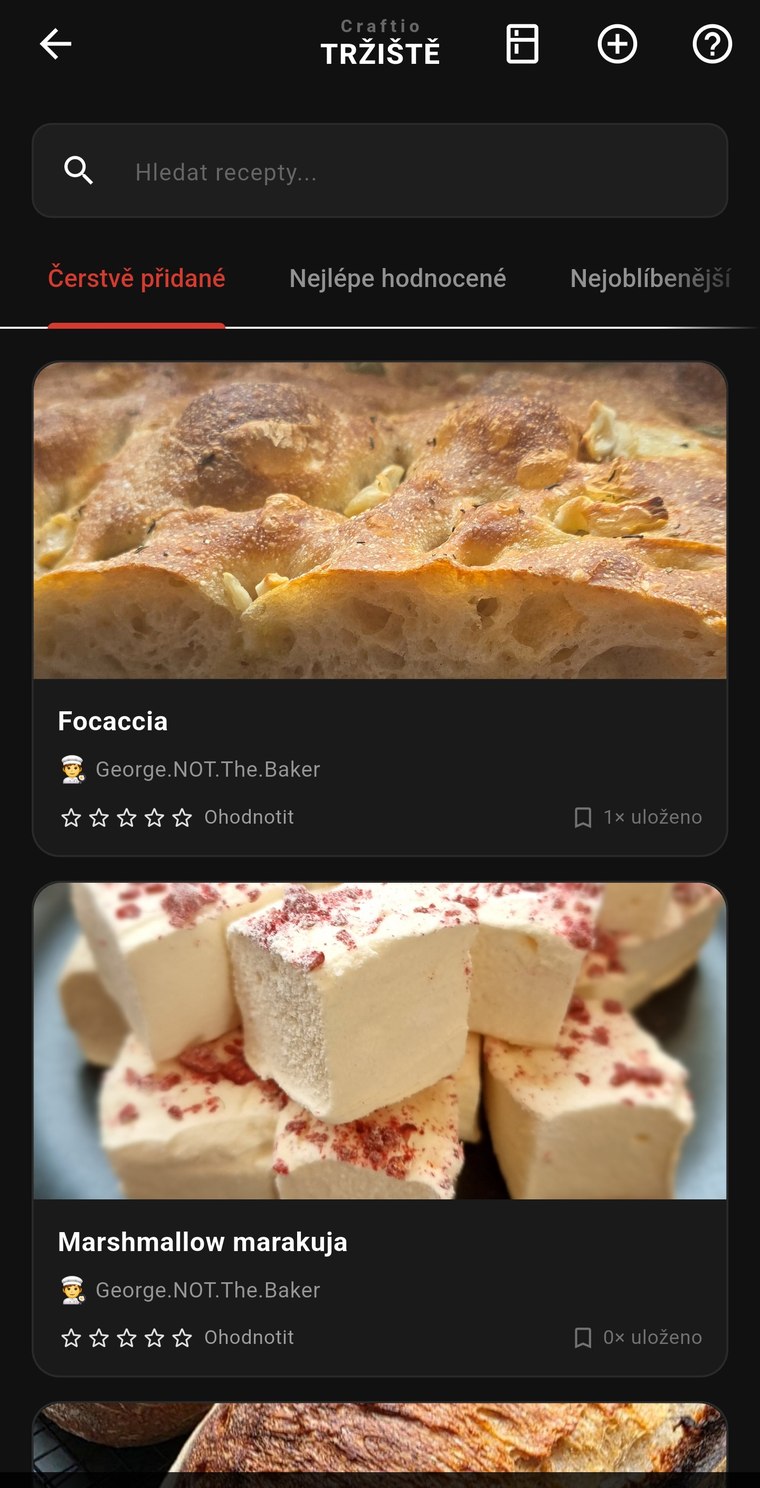 Craftio
TRŽIŠTĚ
Hledat recepty...
Čerstvě přidané
Nejlépe hodnocené
Nejoblíbenější
Focaccia
George.NOT.The.Baker
Ohodnotit
1× uloženo
Marshmallow marakuja
George.NOT.The.Baker
Ohodnotit
0× uloženo